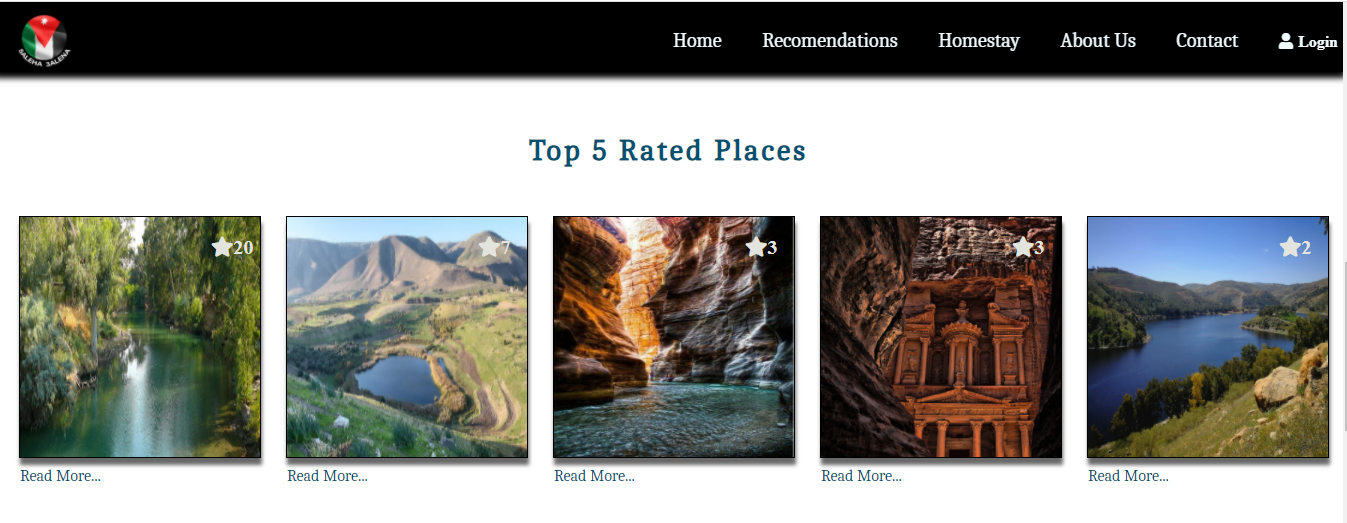 SALEHA 3ALENA
Home Recomendations Homestay About Us Contact Login
Top 5 Rated Places
20 7 3 3 2
Read More... Read More... Read More... Read More... Read More...